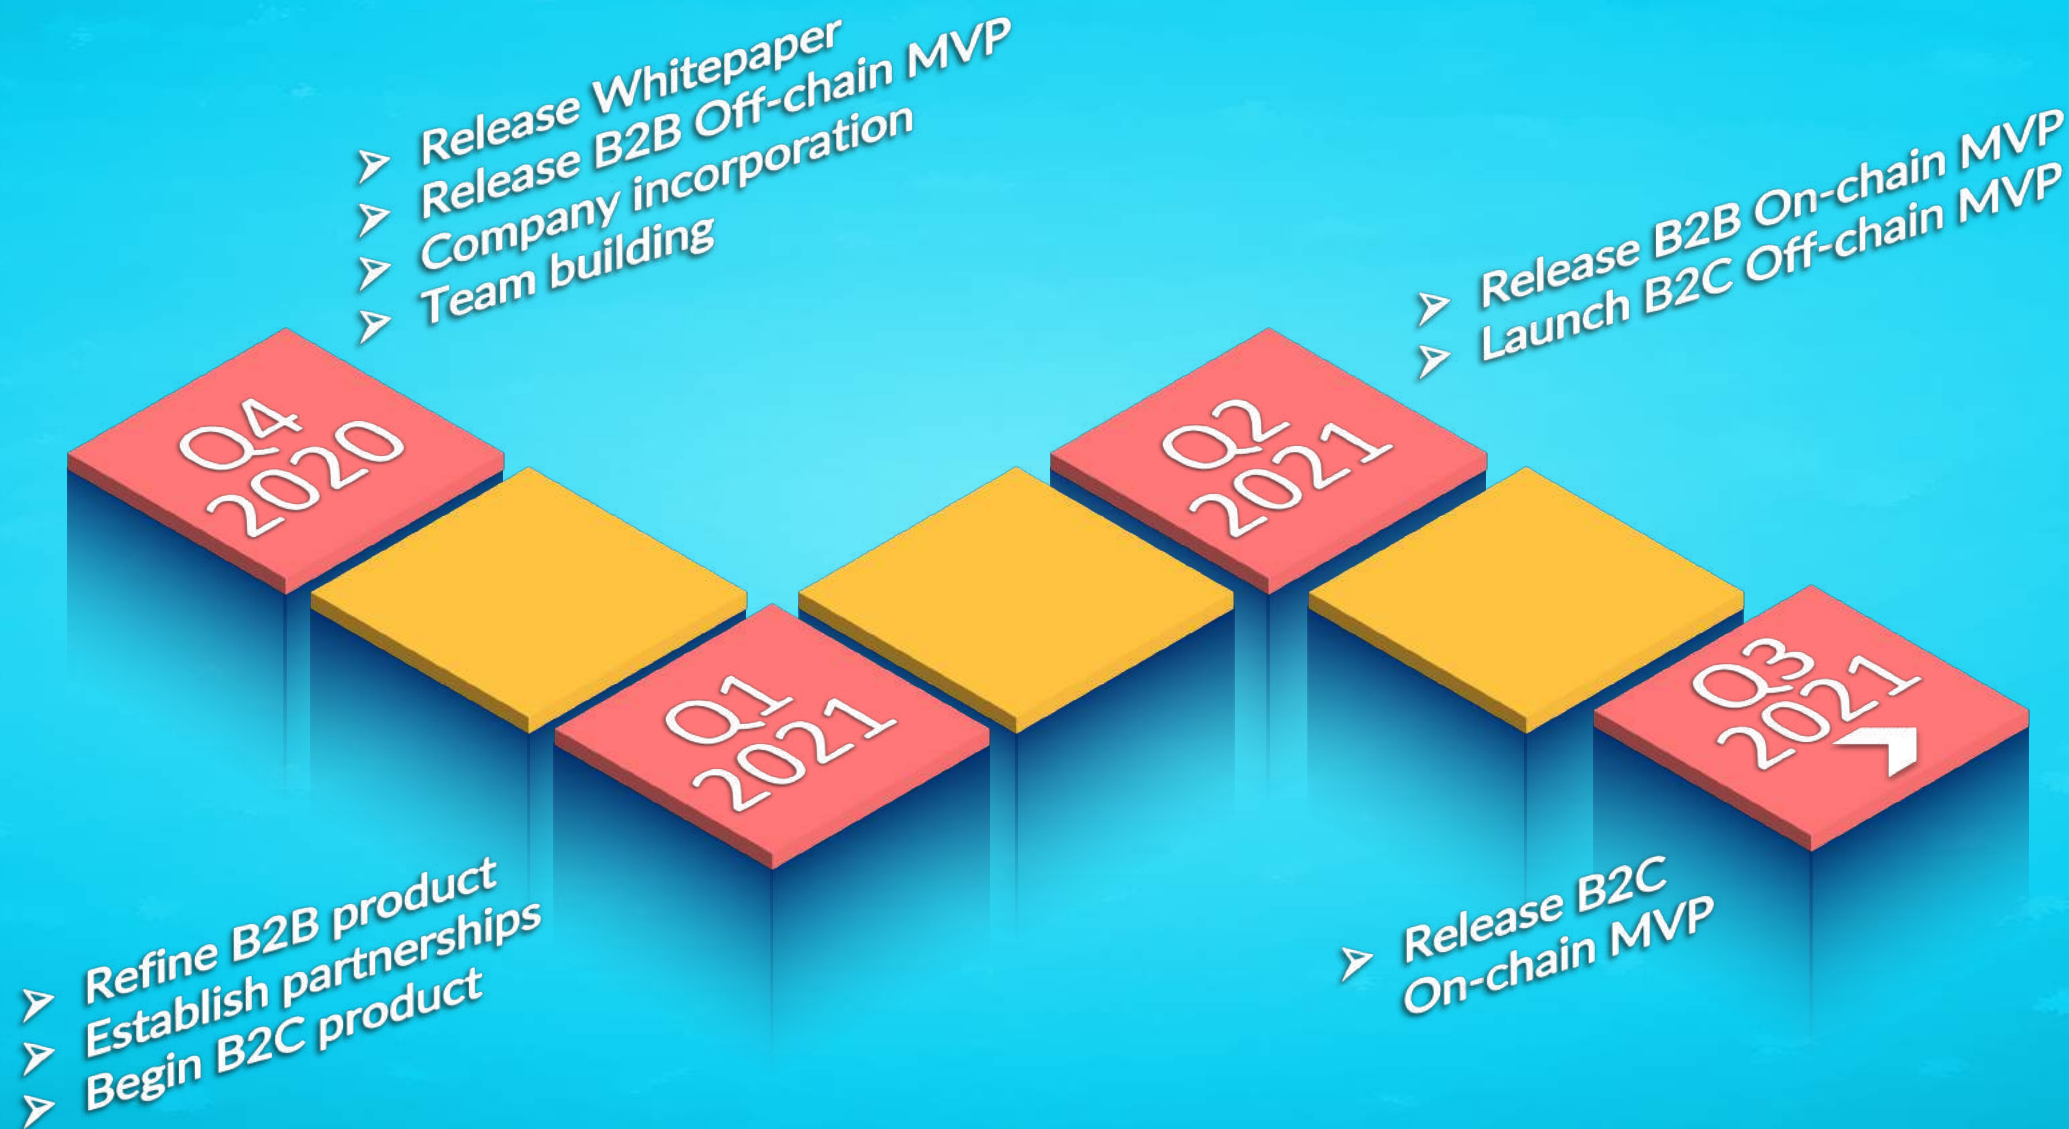 ➢ Release Whitepaper
➢ Release B2B Off-chain MVP
➢ Company incorporation
➢ Team building
Q4
2020
➢ Refine B2B product
➢ Establish partnerships
➢ Begin B2C product
Q1
2021
➢ Release B2B On-chain MVP
➢ Launch B2C Off-chain MVP
Q2
2021
➢ Release B2C
On-chain MVP
Q3
2021